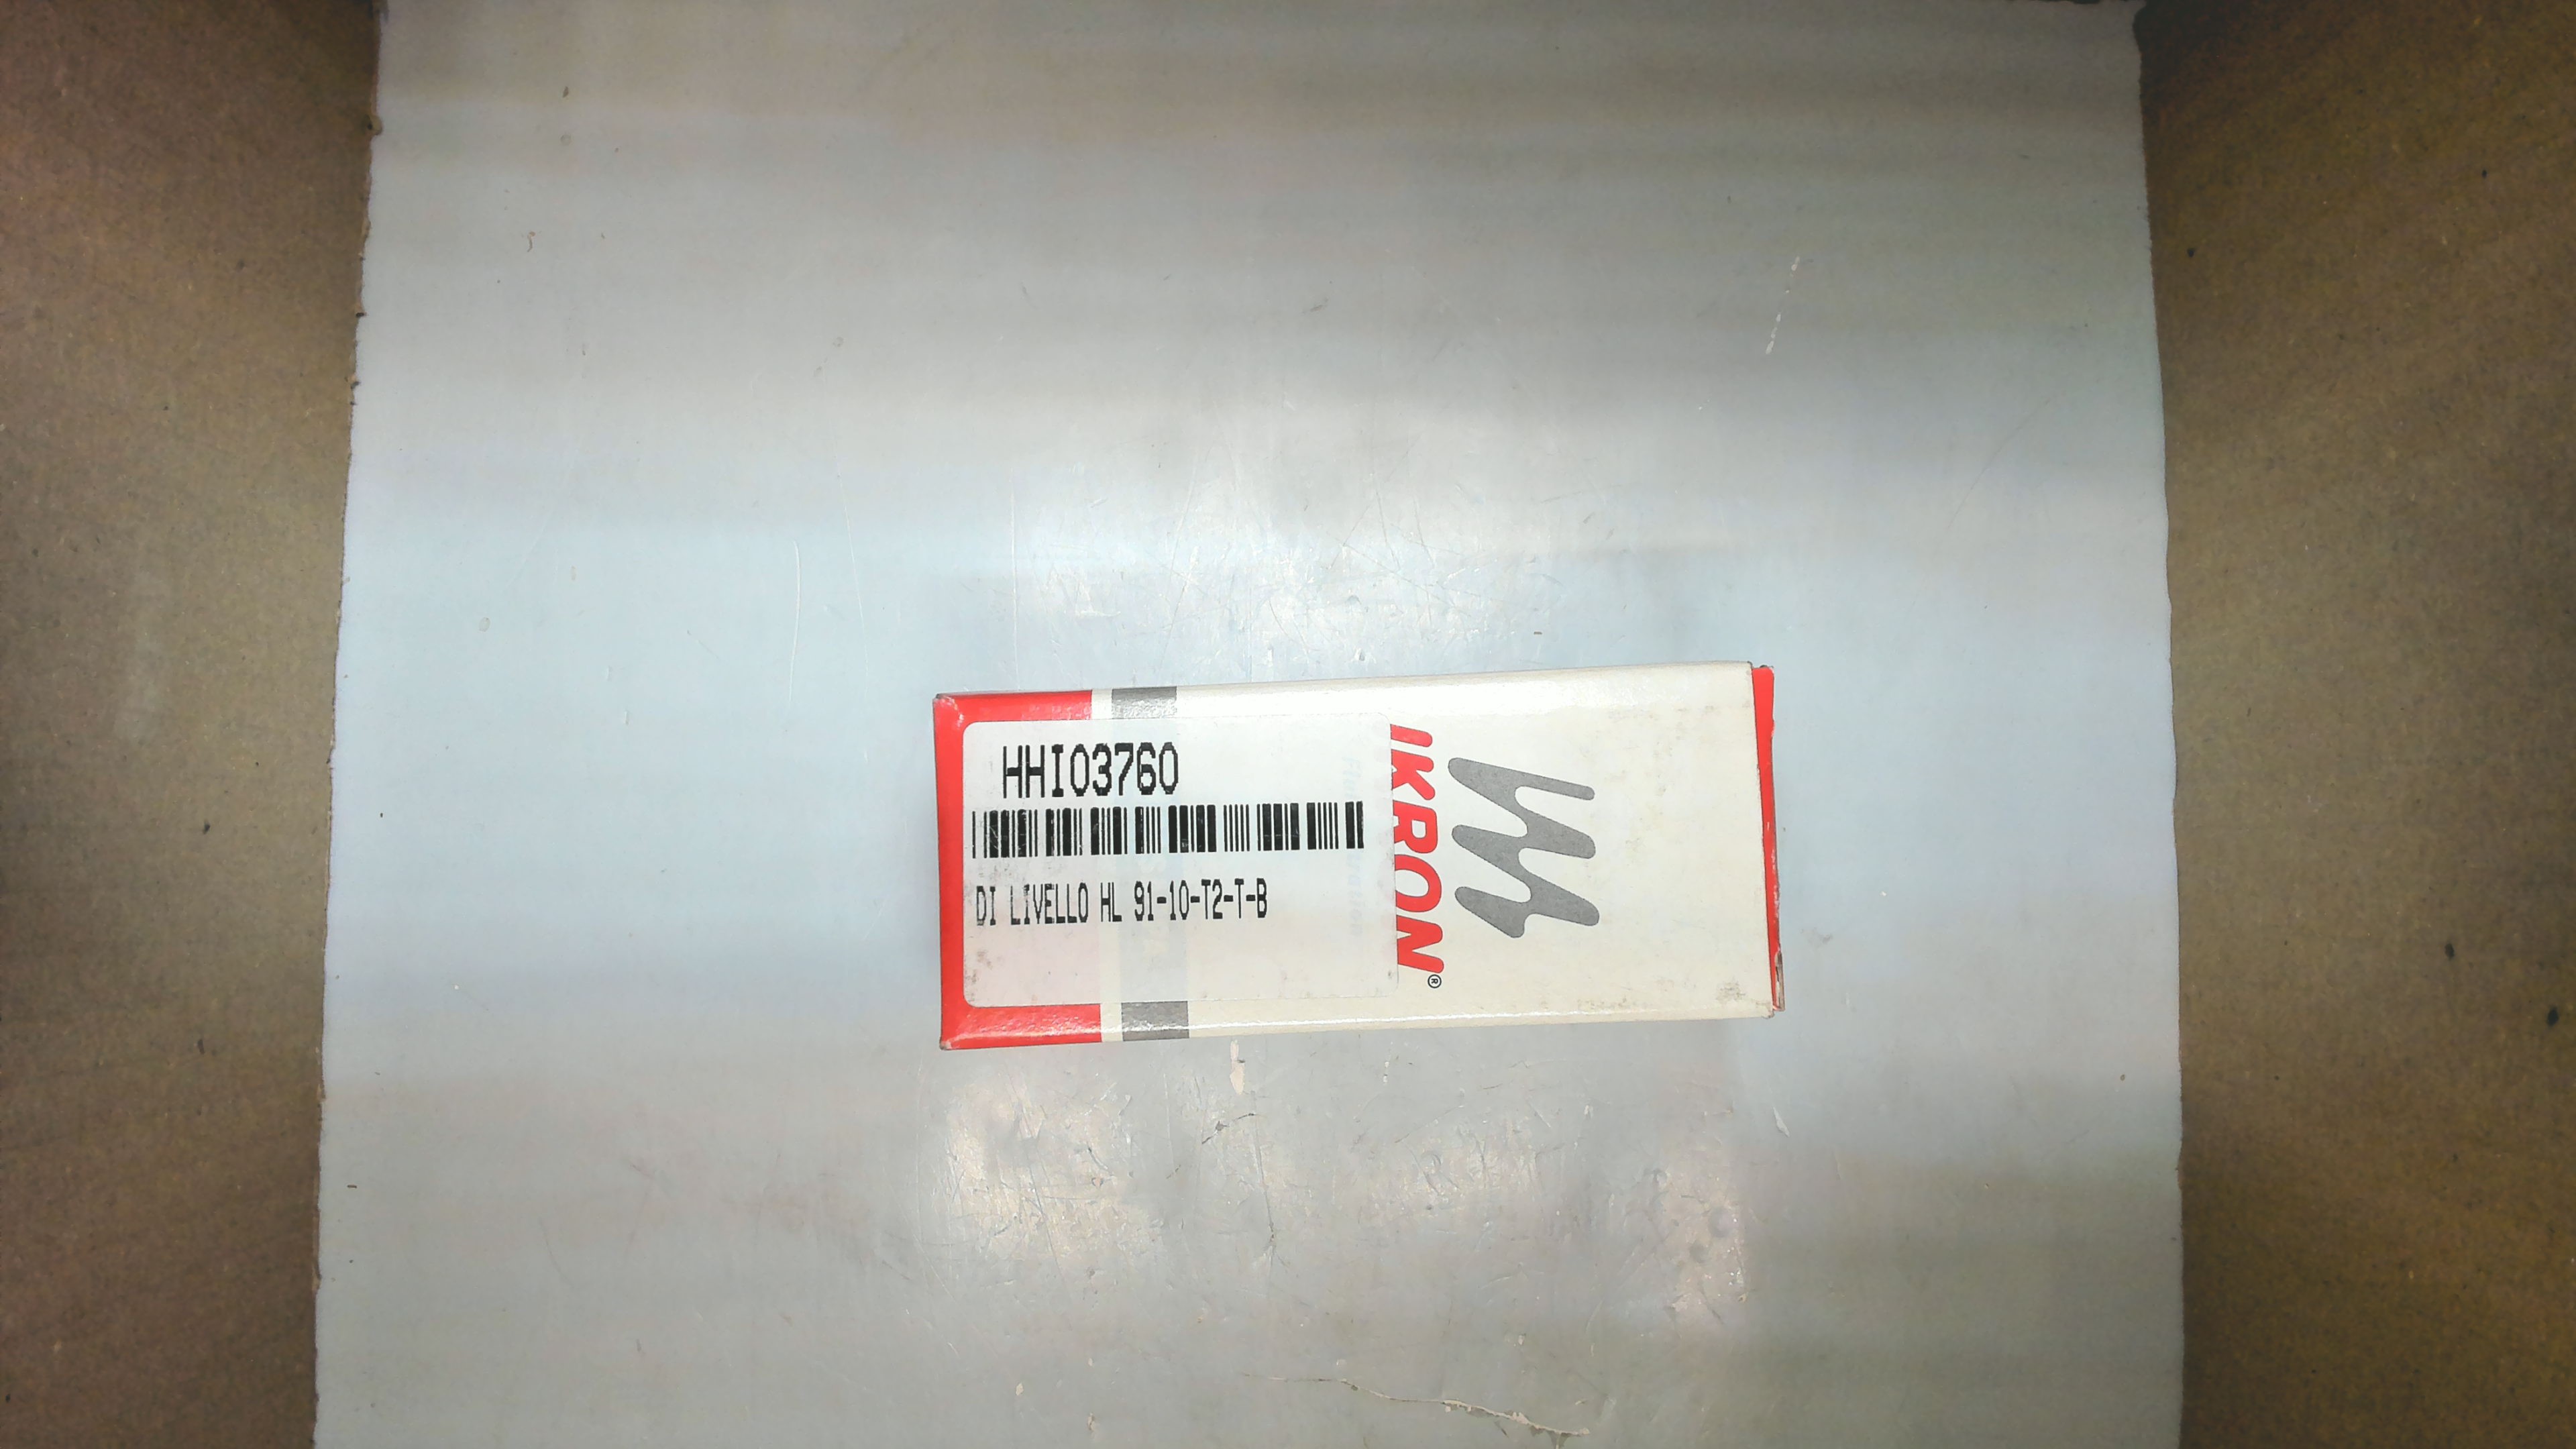 HHI03760
DI LIVELLO HL 91-10-T2-T-B
IKRON®